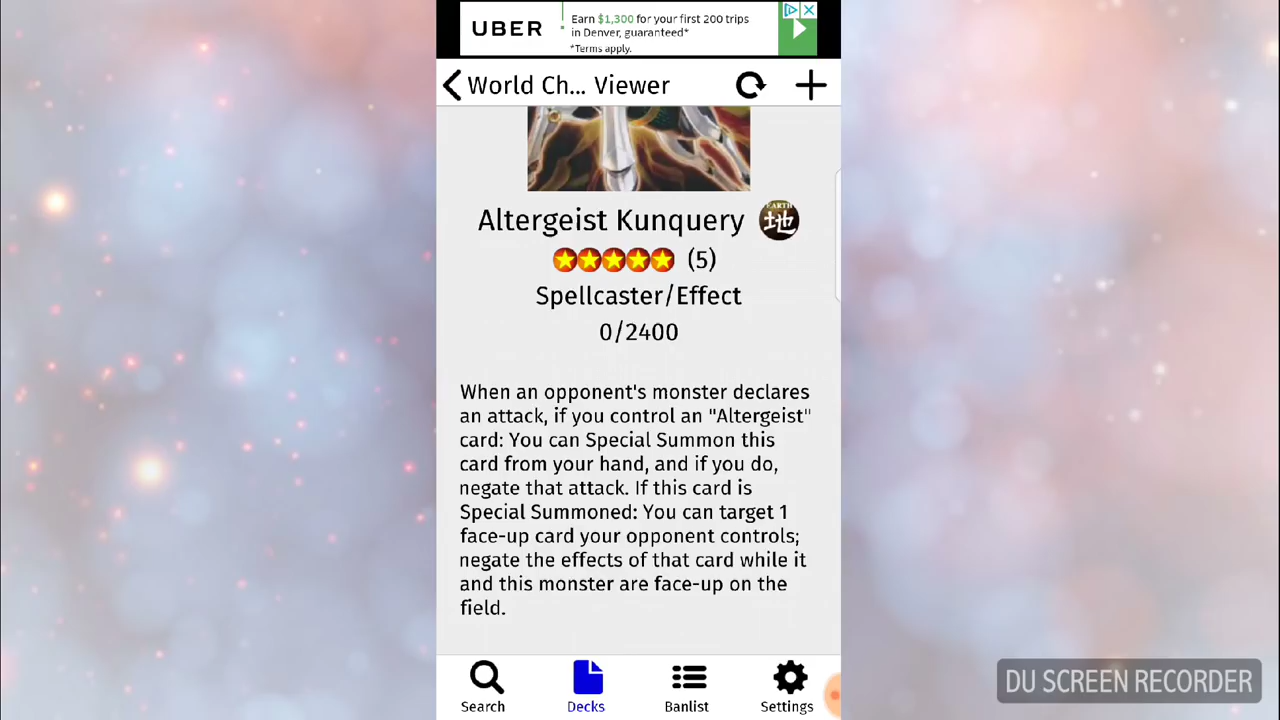 UBER
Earn $1,300 for your first 200 trips
in Denver, guaranteed*
*Terms apply.
World Ch... Viewer
Altergeist Kunquery
EARTH
地
(5)
Spellcaster/Effect
0/2400
When an opponent's monster declares
an attack, if you control an "Altergeist"
card: You can Special Summon this
card from your hand, and if you do,
negate that attack. If this card is
Special Summoned: You can target 1
face-up card your opponent controls;
negate the effects of that card while it
and this monster are face-up on the
field.
Search
Decks
Banlist
Settings
DU SCREEN RECORDER